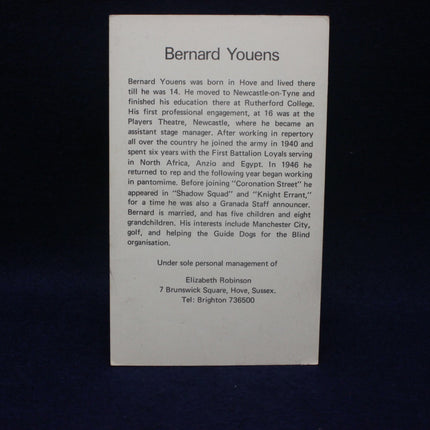 Bernard Youens
Bernard Youens was born in Hove and lived there
till he was 14. He moved to Newcastle-on-Tyne and
finished his education there at Rutherford College.
His first professional engagement, at 16 was at the
Players Theatre, Newcastle, where he became an
assistant stage manager. After working in repertory
all over the country he joined the army in 1940 and
spent six years with the First Battalion Loyals serving
in North Africa, Anzio and Egypt. In 1946 he
returned to rep and the following year began working
in pantomime. Before joining "Coronation Street" he
appeared in "Shadow Squad" and "Knight Errant,"
for a time he was also a Granada Staff announcer.
Bernard is married, and has five children and eight
grandchildren. His interests include Manchester City,
golf, and helping the Guide Dogs for the Blind
organisation.
Under sole personal management of
Elizabeth Robinson
7 Brunswick Square, Hove, Sussex.
Tel: Brighton 736500